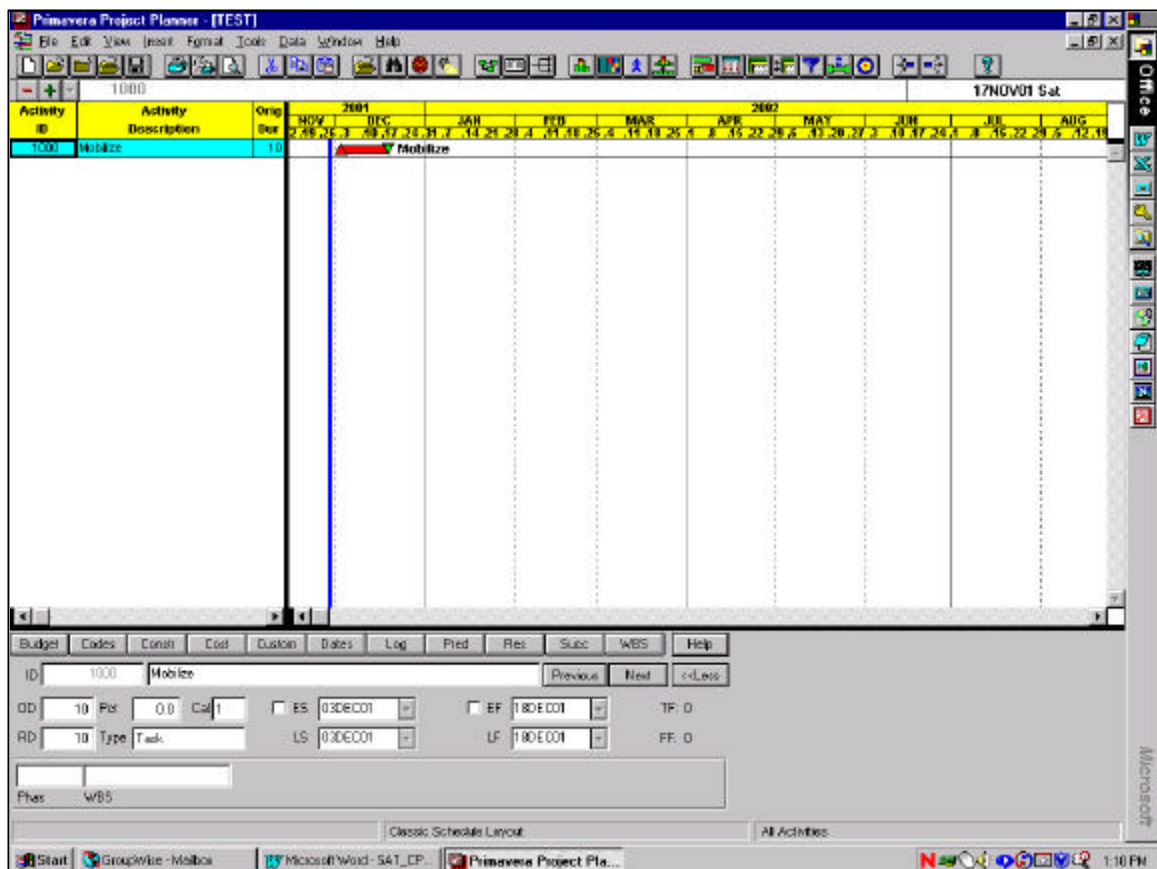 Primavera Project Planner - [TEST]
File Edit View Insert Format Tools Data Window Help
1000 17NOV01 Sat
Activity Activity Orig 2001 2002
ID Description Dur NOV DEC JAN FEB MAR APR MAY JUN JUL AUG
1000 Mobilize 10 Mobilize
Office
Budget Codes Constr Cost Custom Dates Log Pred Res Succ WBS Help
ID 1000 Mobilize Previous Next <<Less
OD 10 Pct 0.0 Cal 1 ES 03DEC01 EF 18DEC01 TF: 0
RD 10 Type Task LS 03DEC01 LF 18DEC01 FF: 0
Phas WBS
Microsoft
Classic Schedule Layout All Activities
Start GroupWise - Mailbox Microsoft Word - SAT_CP... Primavera Project Pla... 1:10 PM